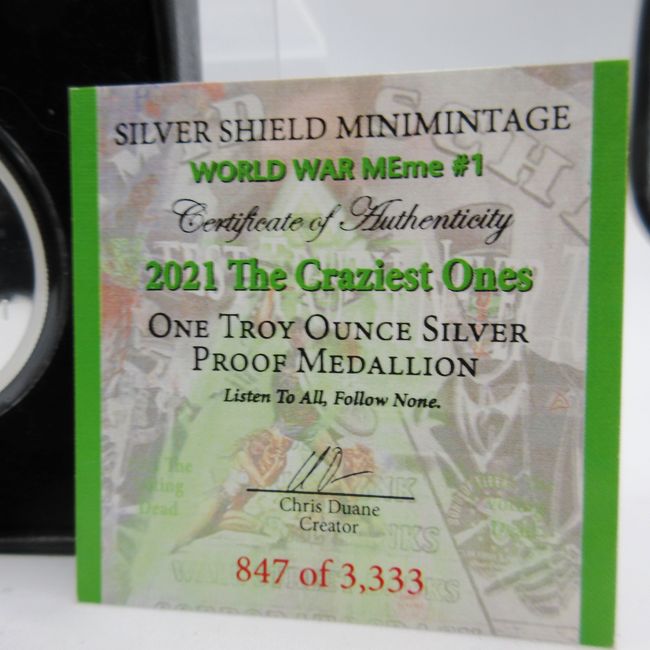 SILVER SHIELD MINIMINTAGE
WORLD WAR MEme #1
Certificate of Authenticity
2021 The Craziest Ones
ONE TROY OUNCE SILVER
PROOF MEDALLION
Listen To All, Follow None.
Chris Duane
Creator
847 of 3,333